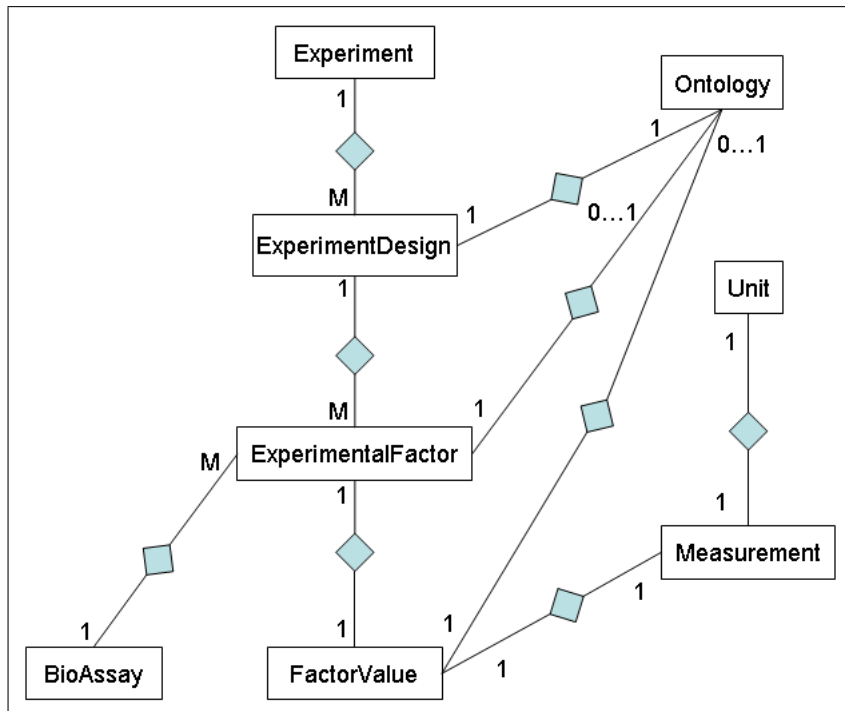 Experiment
Ontology
1
1
0...1
M
1
0...1
ExperimentDesign
Unit
1
1
M
1
M
ExperimentalFactor
1
1
Measurement
1
1
1
1
1
BioAssay
FactorValue
1